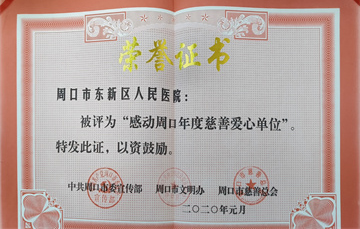 荣誉证书
周口市东新区人民医院：
被评为“感动周口年度慈善爱心单位”。
特发此证，以资鼓励。
中共周口市委宣传部 周口市文明办 周口市慈善总会
二〇二〇年元月